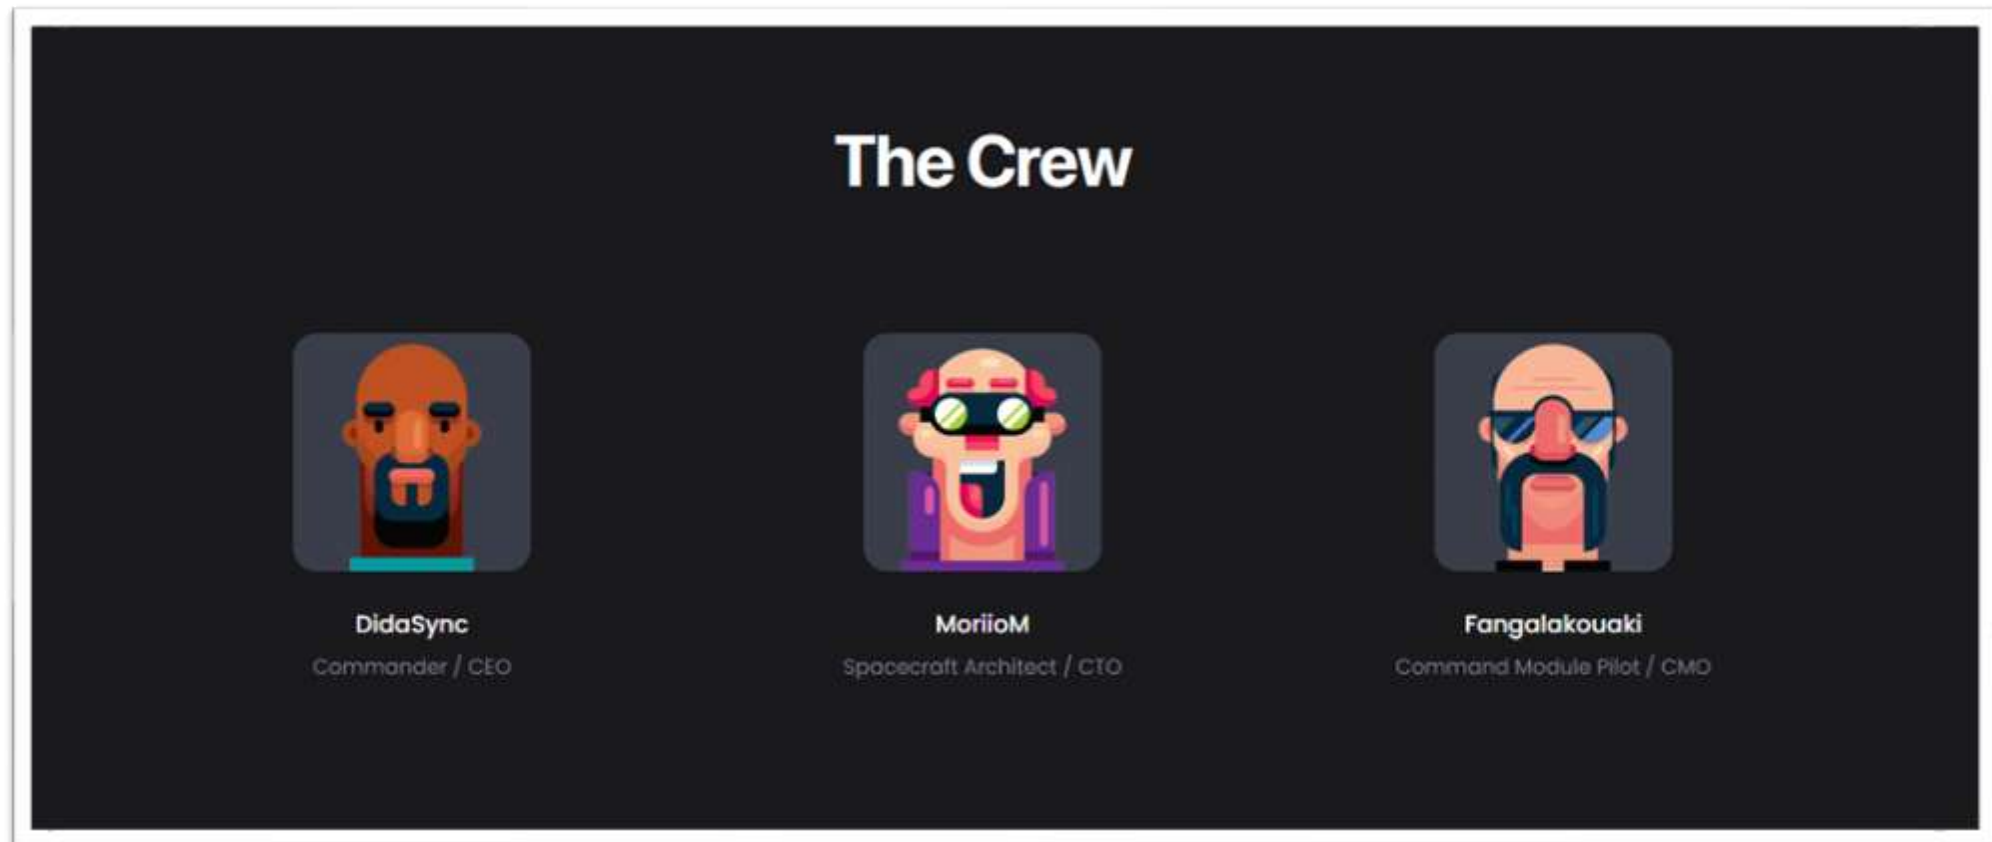 The Crew
DidaSync
Commander / CEO
MoriioM
Spacecraft Architect / CTO
Fangalakouaki
Command Module Pilot / CMO